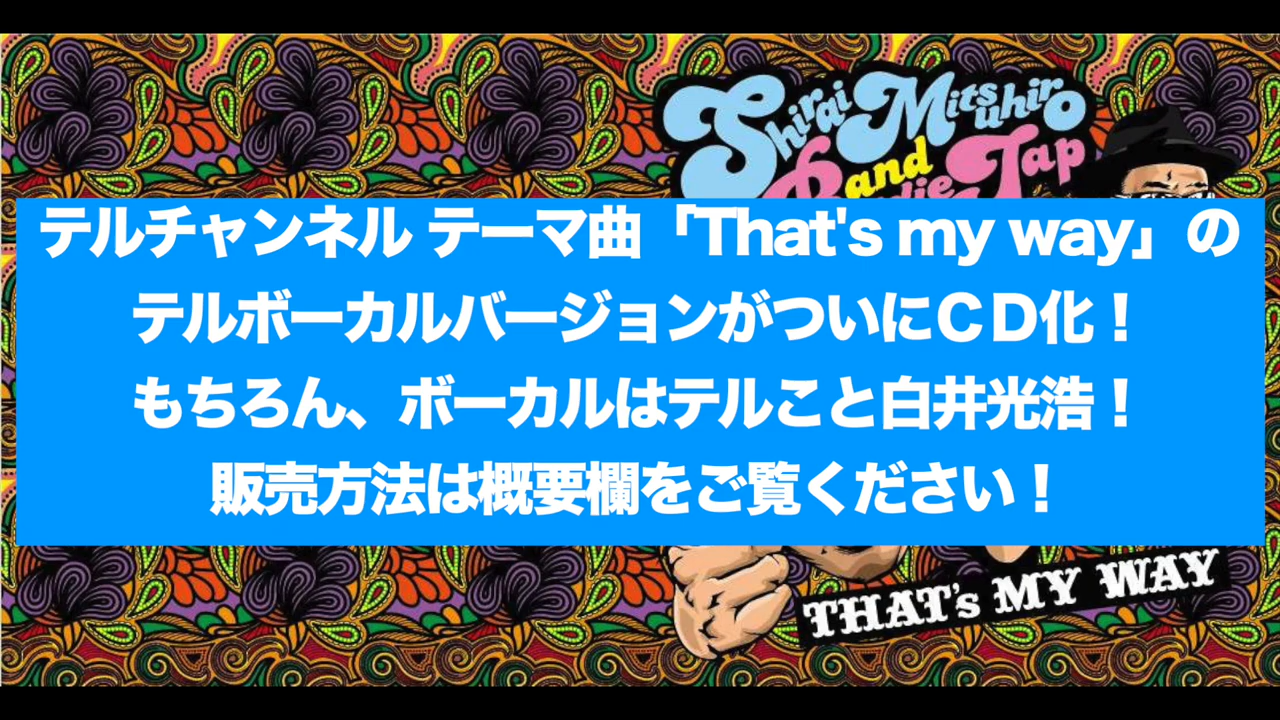 Shirai Mitsuhiro
and
Tap
テルチャンネル テーマ曲「That's my way」の
テルボーカルバージョンがついにＣＤ化！
もちろん、ボーカルはテルこと白井光浩！
販売方法は概要欄をご覧ください！
THAT's MY WAY